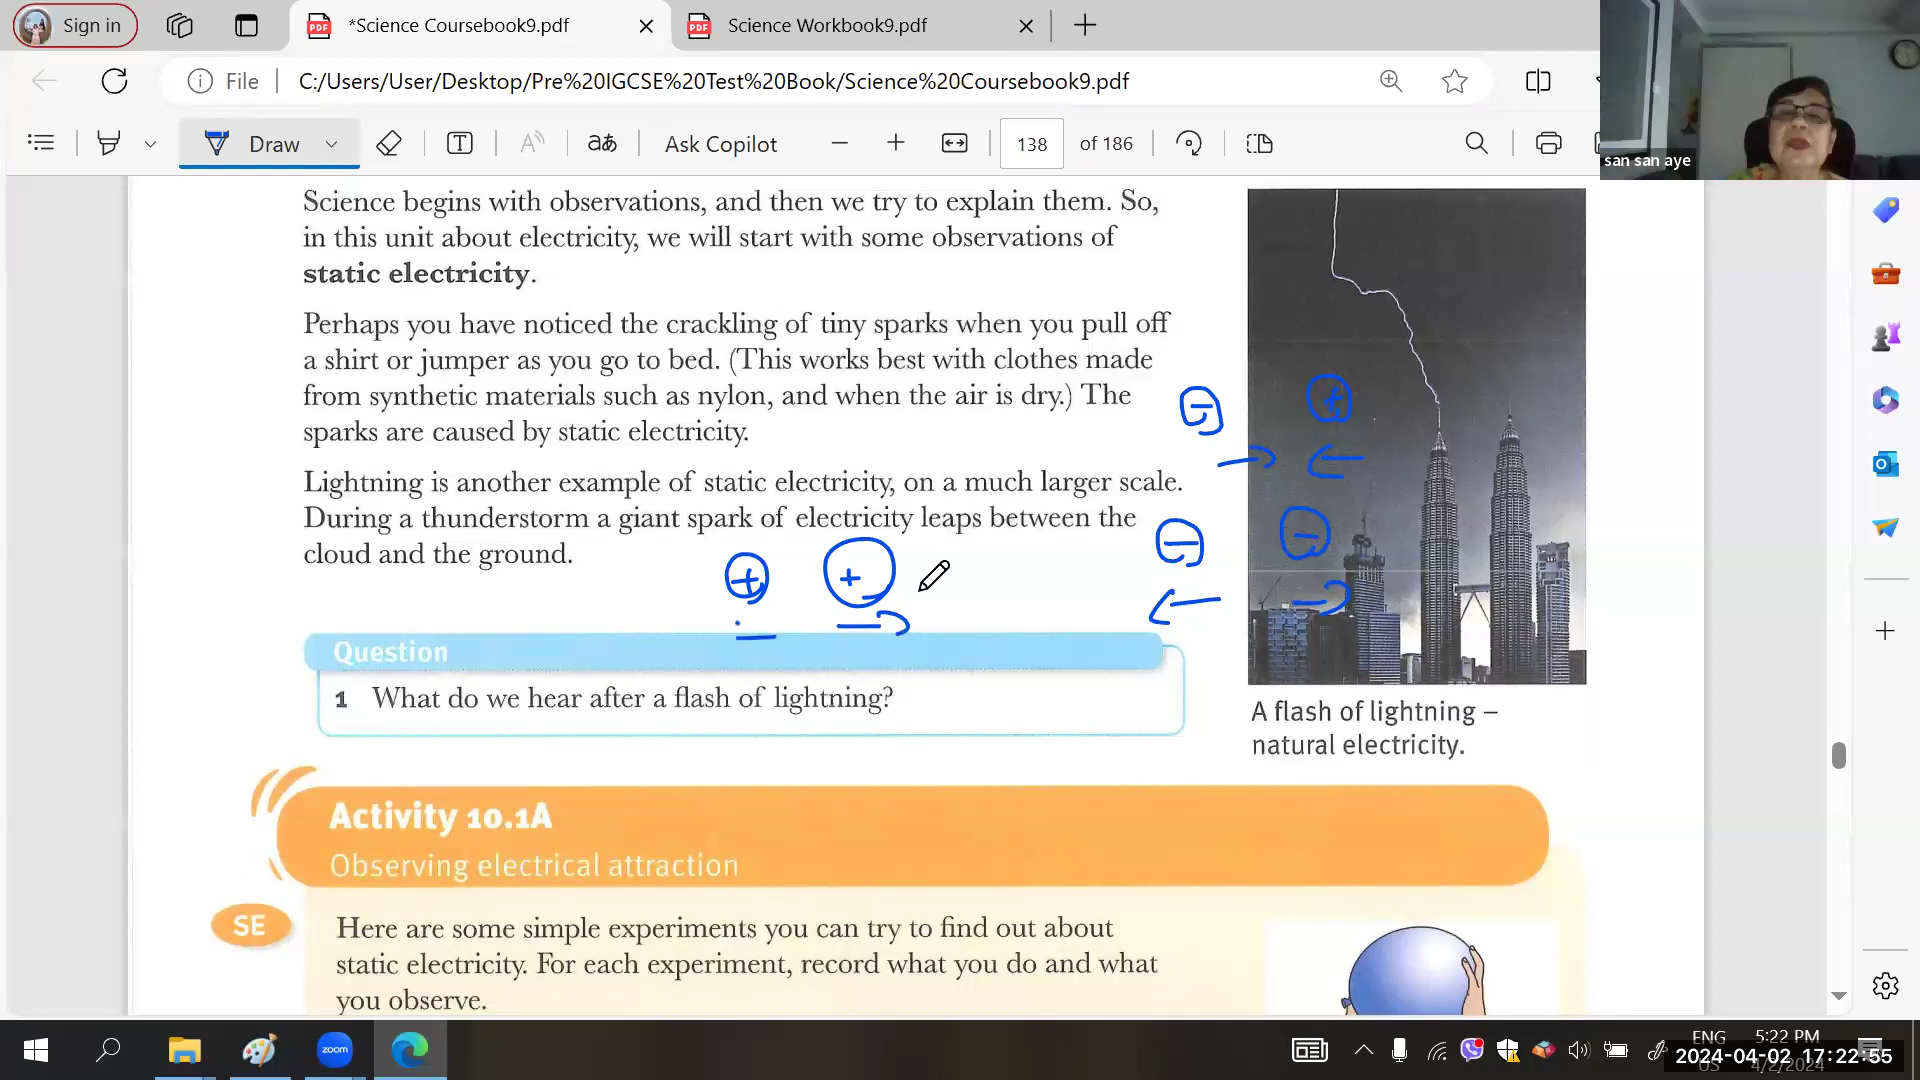 Sign in
*Science Coursebook9.pdf
Science Workbook9.pdf
File
C:/Users/User/Desktop/Pre%20IGCSE%20Test%20Book/Science%20Coursebook9.pdf
Draw
Ask Copilot
138 of 186
san san aye
Science begins with observations, and then we try to explain them. So,
in this unit about electricity, we will start with some observations of
static electricity.
Perhaps you have noticed the crackling of tiny sparks when you pull off
a shirt or jumper as you go to bed. (This works best with clothes made
from synthetic materials such as nylon, and when the air is dry.) The
sparks are caused by static electricity.
Lightning is another example of static electricity, on a much larger scale.
During a thunderstorm a giant spark of electricity leaps between the
cloud and the ground.
Question
1 What do we hear after a flash of lightning?
A flash of lightning –
natural electricity.
Activity 10.1A
Observing electrical attraction
SE
Here are some simple experiments you can try to find out about
static electricity. For each experiment, record what you do and what
you observe.
zoom
ENG
5:22 PM
2024-04-02 17:22:55